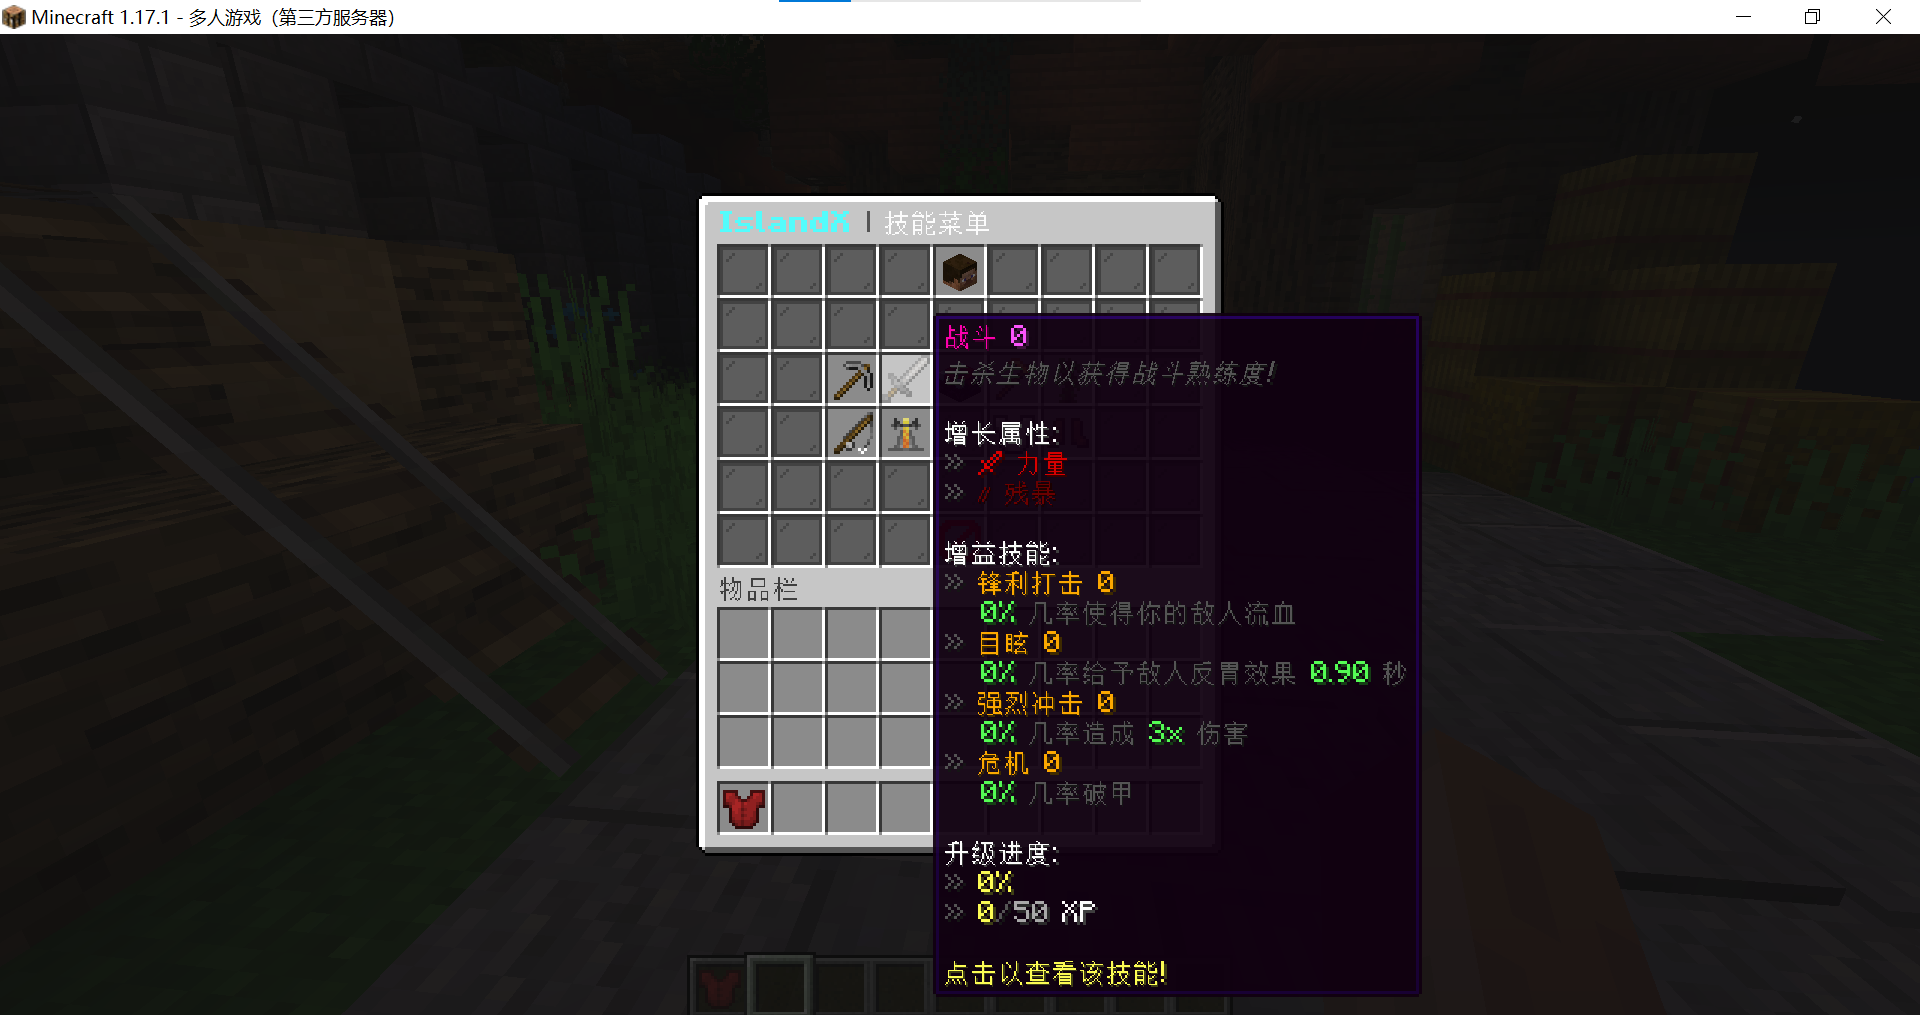 Minecraft 1.17.1 - 多人游戏（第三方服务器）
IslandX | 技能菜单
战斗 0
击杀生物以获得战斗熟练度!
增长属性:
» 力量
» 残暴
增益技能:
» 锋利打击 0
0% 几率使得你的敌人流血
» 目眩 0
0% 几率给予敌人反胃效果 0.90 秒
» 强烈冲击 0
0% 几率造成 3x 伤害
» 危机 0
0% 几率破甲
升级进度:
» 0%
» 0/50 XP
点击以查看该技能!
物品栏